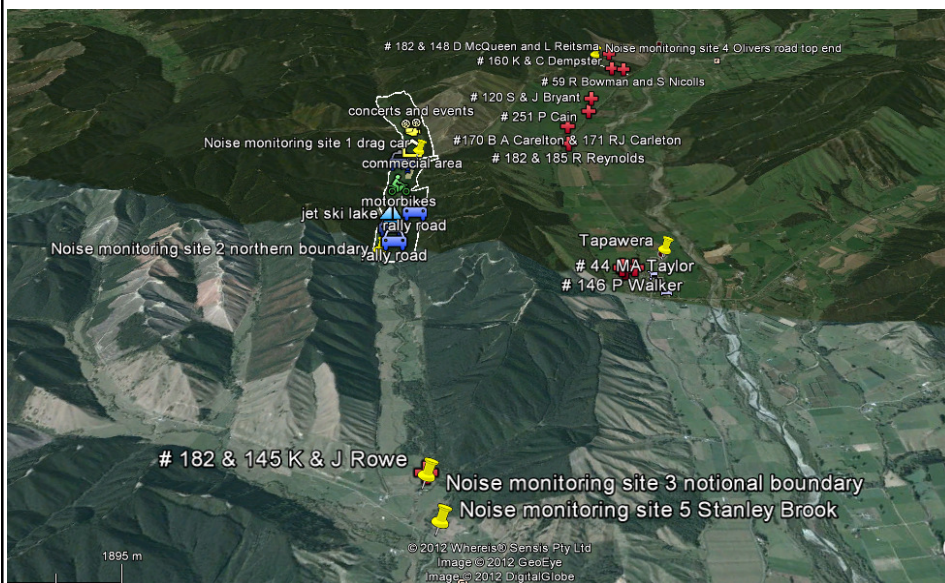 # 182 & 148 D McQueen and L Reitsma
Noise monitoring site 4 Olivers road top end
# 160 K & C Dempster
# 59 R Bowman and S Nicolls
# 120 S & J Bryant
concerts and events
# 251 P Cain
Noise monitoring site 1 drag car
#170 B A Carelton & 171 RJ Carleton
commecial area
# 182 & 185 R Reynolds
motorbikes
jet ski lake
rally road
Tapawera
Noise monitoring site 2 northern boundary
rally road
# 44 MA Taylor
# 146 P Walker
# 182 & 145 K & J Rowe
Noise monitoring site 3 notional boundary
Noise monitoring site 5 Stanley Brook
1895 m
© 2012 Whereis® Sensis Pty Ltd
Image © 2012 GeoEye
Image © 2012 DigitalGlobe